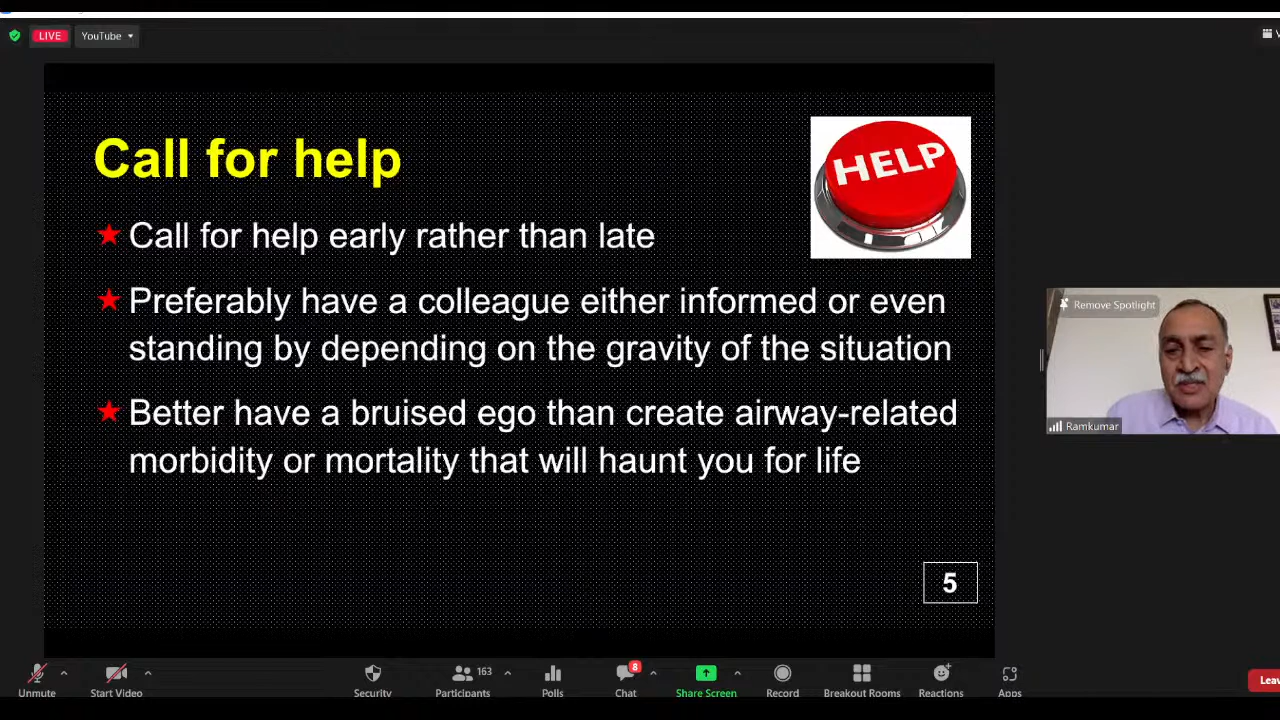 LIVE
YouTube
Call for help
HELP
Call for help early rather than late
Preferably have a colleague either informed or even
standing by depending on the gravity of the situation
Better have a bruised ego than create airway-related
morbidity or mortality that will haunt you for life
5
Remove Spotlight
Ramkumar
Unmute
Start Video
Security
163
Participants
Polls
8
Chat
Share Screen
Record
Breakout Rooms
Reactions
Apps
Leav